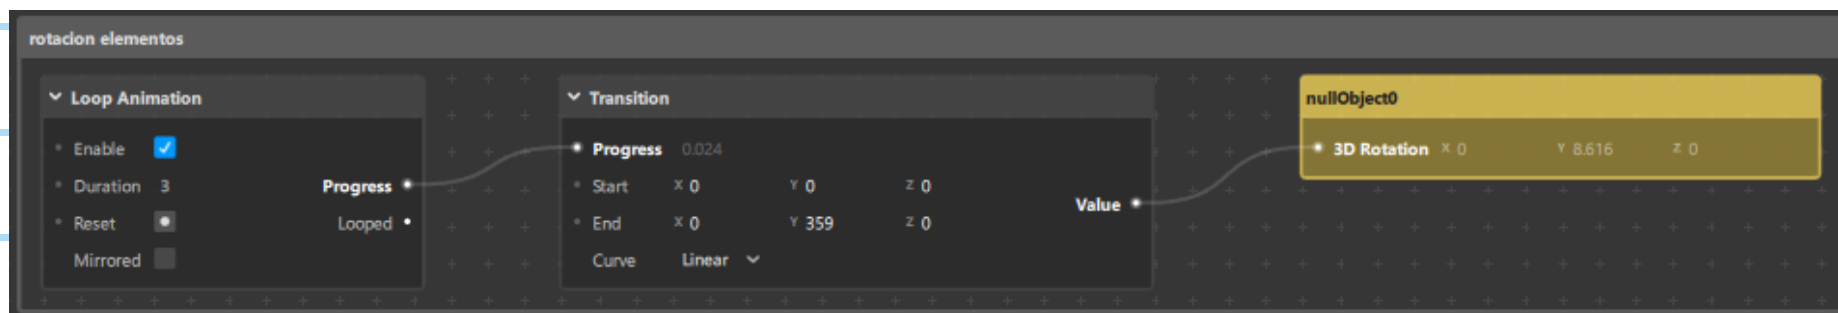 rotacion elementos
Loop Animation
Enable
Duration 3
Progress
Reset
Looped
Mirrored
Transition
Progress 0.024
Start X 0 Y 0 Z 0
Value
End X 0 Y 359 Z 0
Curve Linear
nullObject0
3D Rotation X 0 Y 8.616 Z 0